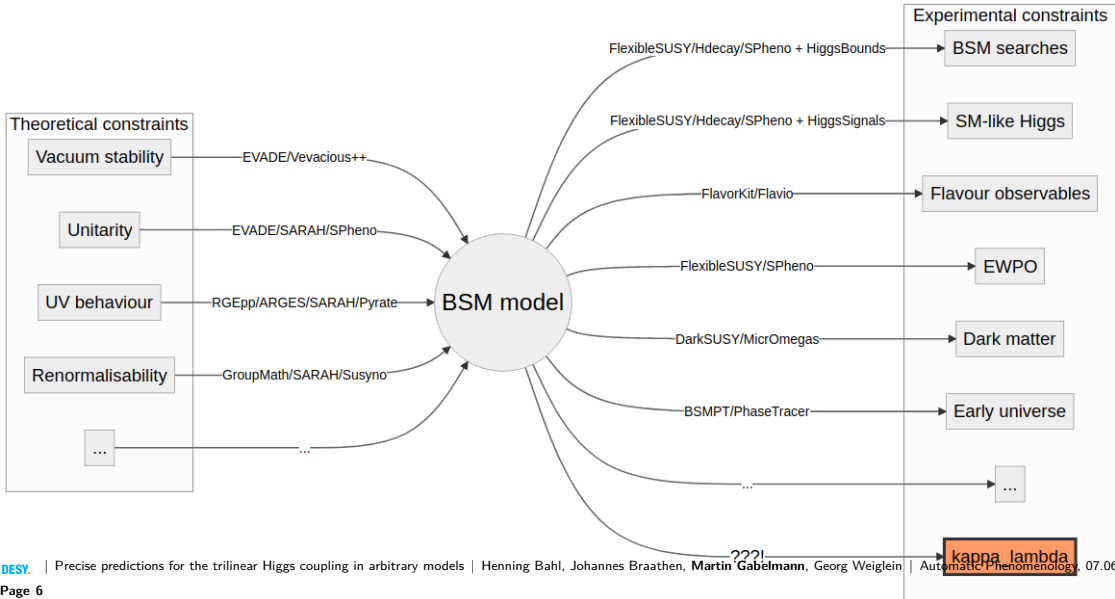 Experimental constraints
FlexibleSUSY/Hdecay/SPheno + HiggsBounds
BSM searches
FlexibleSUSY/Hdecay/SPheno + HiggsSignals
SM-like Higgs
Theoretical constraints
Vacuum stability
EVADE/Vevacious++
FlavorKit/Flavio
Flavour observables
Unitarity
EVADE/SARAH/SPheno
FlexibleSUSY/SPheno
EWPO
UV behaviour
RGEpp/ARGES/SARAH/Pyrate
BSM model
DarkSUSY/MicrOmegas
Dark matter
Renormalisability
GroupMath/SARAH/Susyno
BSMPT/PhaseTracer
Early universe
...
...
...
...
???!
kappa_lambda
DESY. | Precise predictions for the trilinear Higgs coupling in arbitrary models | Henning Bahl, Johannes Braathen, Martin Gabelmann, Georg Weiglein | Automatic Phenomenology, 07.06
Page 6